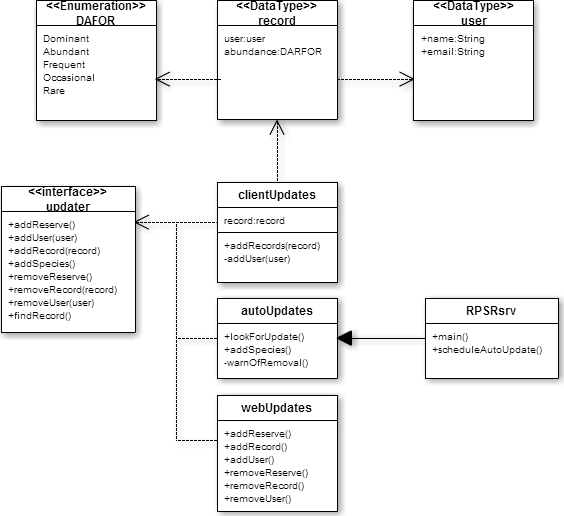 <<Enumeration>>
DAFOR
Dominant
Abundant
Frequent
Occasional
Rare
<<DataType>>
record
user:user
abundance:DARFOR
<<DataType>>
user
+name:String
+email:String
<<interface>>
updater
+addReserve()
+addUser(user)
+addRecord(record)
+addSpecies()
+removeReserve()
+removeRecord(record)
+removeUser(user)
+findRecord()
clientUpdates
record:record
+addRecords(record)
-addUser(user)
autoUpdates
+lookForUpdate()
+addSpecies()
-warnOfRemoval()
RPSRsrv
+main()
+scheduleAutoUpdate()
webUpdates
+addReserve()
+addRecord()
+addUser()
+removeReserve()
+removeRecord()
+removeUser()